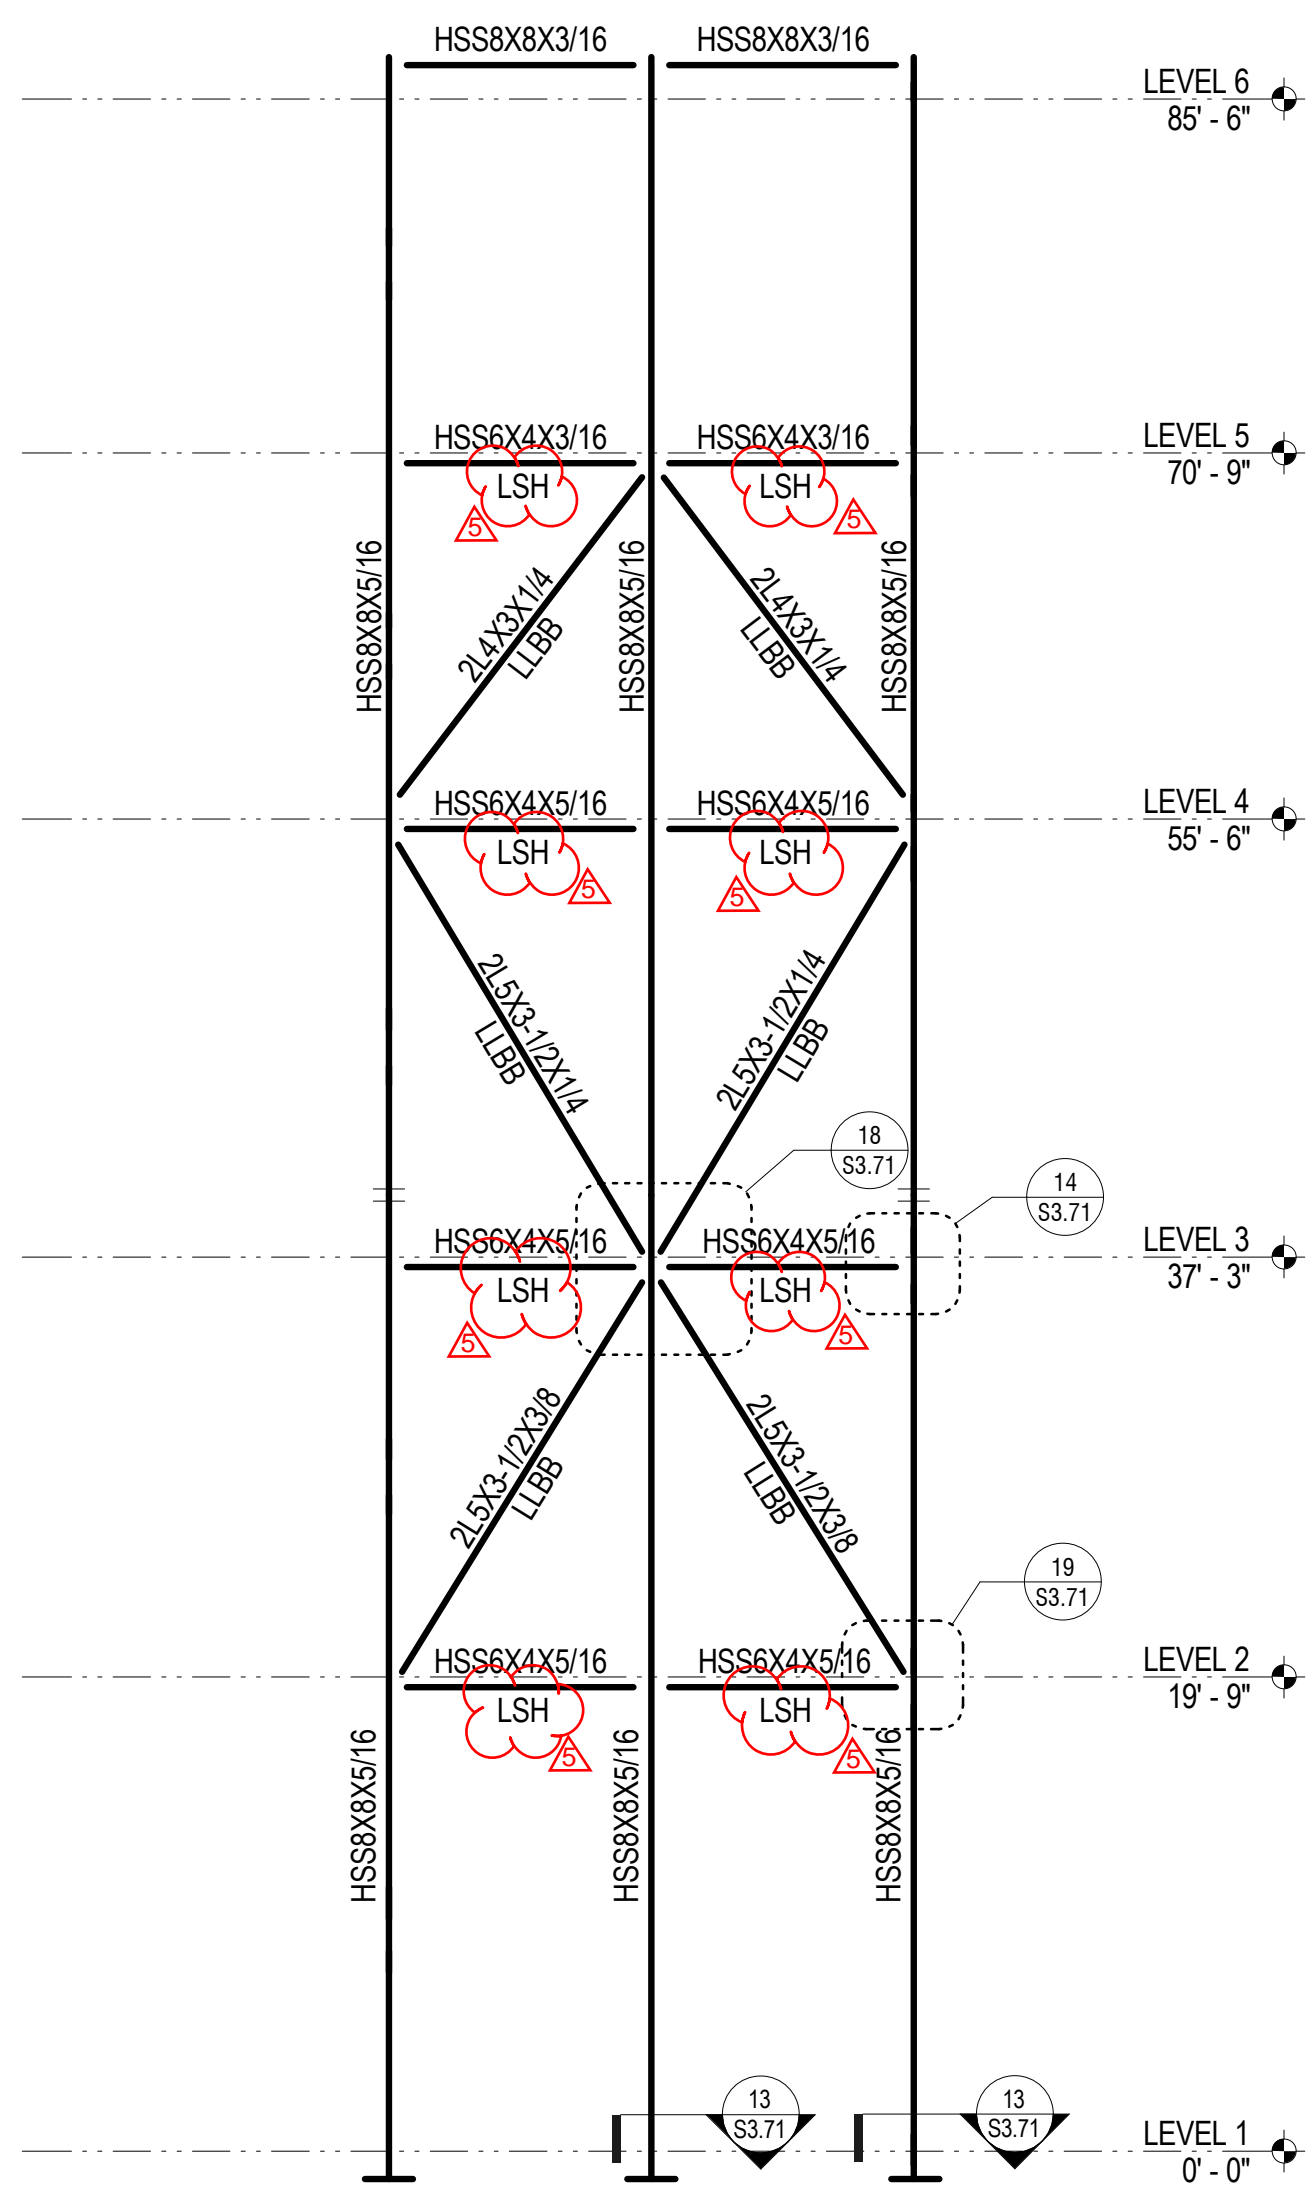 HSS8X8X3/16
HSS8X8X3/16
LEVEL 6
85' - 6"
HSS6X4X3/16
HSS6X4X3/16
LEVEL 5
70' - 9"
LSH
LSH
5
5
HSS8X8X5/16
2L4X3X1/4
LLBB
HSS8X8X5/16
2L4X3X1/4
LLBB
HSS8X8X5/16
HSS6X4X5/16
HSS6X4X5/16
LEVEL 4
55' - 6"
LSH
LSH
5
5
2L5X3-1/2X1/4
LLBB
2L5X3-1/2X1/4
LLBB
18
S3.71
14
S3.71
HSS6X4X5/16
HSS6X4X5/16
LEVEL 3
37' - 3"
LSH
LSH
5
5
2L5X3-1/2X3/8
LLBB
2L5X3-1/2X3/8
LLBB
19
S3.71
HSS6X4X5/16
HSS6X4X5/16
LEVEL 2
19' - 9"
LSH
LSH
5
5
HSS8X8X5/16
HSS8X8X5/16
HSS8X8X5/16
13
S3.71
13
S3.71
LEVEL 1
0' - 0"